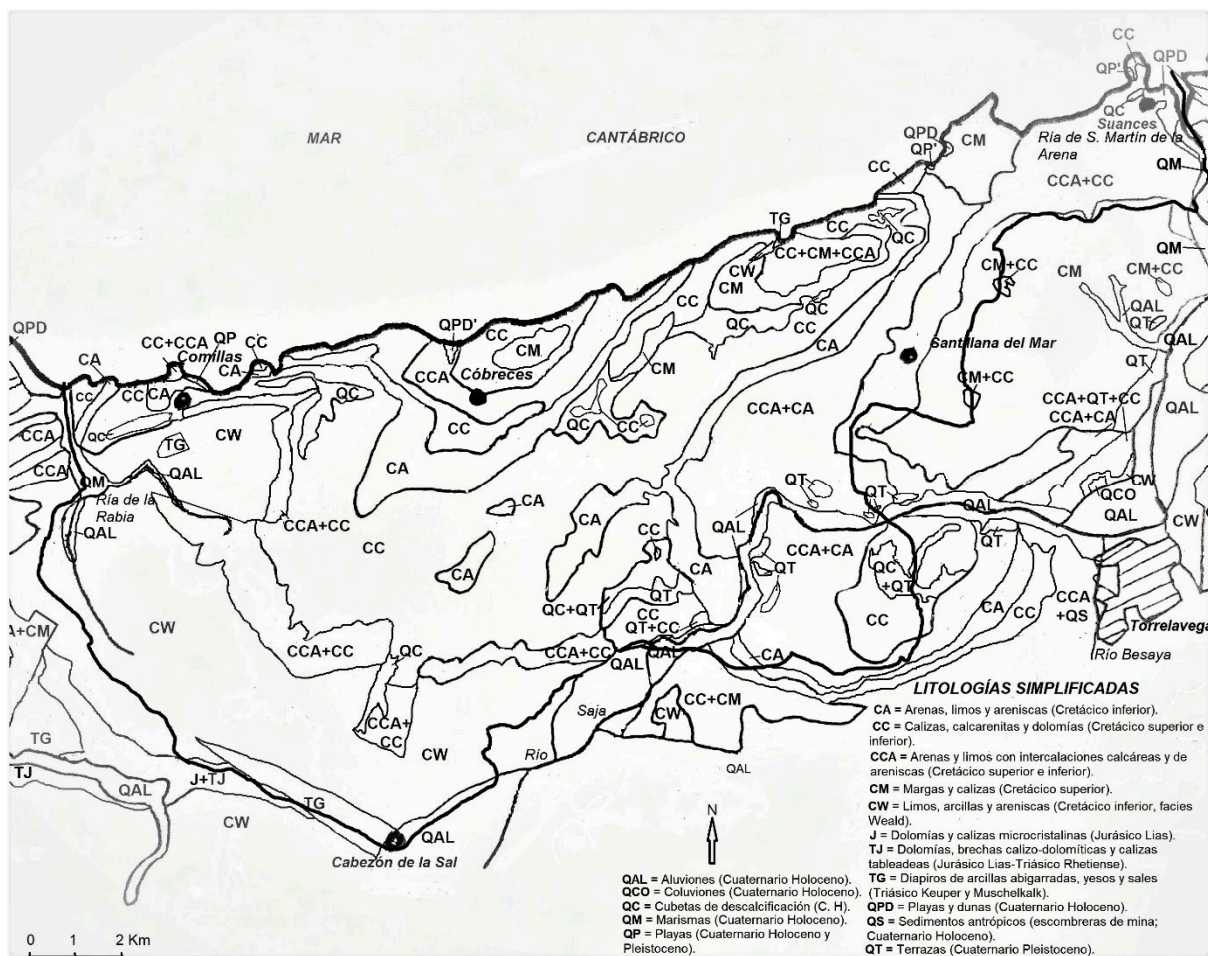 CC
QPD
QP'
QC
Suances
Ría de S. Martín de la
Arena
QM
CCA+CC
MAR
CANTÁBRICO
QPD
QP'
CM
CC
TG
CC
QC
CC+CM+CCA
CW
CM
QM
CM+CC
CM
CM+CC
QAL
QT
QAL
QPD
CC+CCA
QP
CC
Comillas
CA
CA
CC
CC
CA
QPD'
CC
CM
CCA
Cóbreces
CC
QC
QC
CC
CA
CM
Santillana del Mar
QT
CM+CC
CCA+QT+CC
CCA+CA
QAL
QC
CC
QC
CC
CCA+CA
CCA
QC
CW
TG
CA
CCA
QM
QAL
Ría de la
Rabia
QAL
CCA+CC
CA
CA
QAL
QT
QT
QAL
QCO
CW
QAL
CW
CC
CC
CA
CCA+CA
QT
QC
+QT
QT
CA
QT
QC+QT
CC
QT+CC
CC
CA
CC
CCA
+QS
Torrelavega
CW
CCA+CC
QC
CCA+CC
QAL
QAL
CA
Río Besaya
A+CM
CCA+
CC
CW
Saja
CW
CC+CM
Río
QAL
TG
TJ
QAL
J+TJ
TG
CW
QAL
Cabezón de la Sal
N
0 1 2 Km
LITOLOGÍAS SIMPLIFICADAS
CA = Arenas, limos y areniscas (Cretácico inferior).
CC = Calizas, calcarenitas y dolomías (Cretácico superior e
inferior).
CCA = Arenas y limos con intercalaciones calcáreas y de
areniscas (Cretácico superior e inferior).
CM = Margas y calizas (Cretácico superior).
CW = Limos, arcillas y areniscas (Cretácico inferior, facies
Weald).
J = Dolomías y calizas microcristalinas (Jurásico Lias).
TJ = Dolomías, brechas calizo-dolomíticas y calizas
tableadeas (Jurásico Lias-Triásico Rhetiense).
TG = Diapiros de arcillas abigarradas, yesos y sales
(Triásico Keuper y Muschelkalk).
QPD = Playas y dunas (Cuaternario Holoceno).
QS = Sedimentos antrópicos (escombreras de mina;
Cuaternario Holoceno).
QT = Terrazas (Cuaternario Pleistoceno).
QAL = Aluviones (Cuaternario Holoceno).
QCO = Coluviones (Cuaternario Holoceno).
QC = Cubetas de descalcificación (C. H).
QM = Marismas (Cuaternario Holoceno).
QP = Playas (Cuaternario Holoceno y
Pleistoceno).